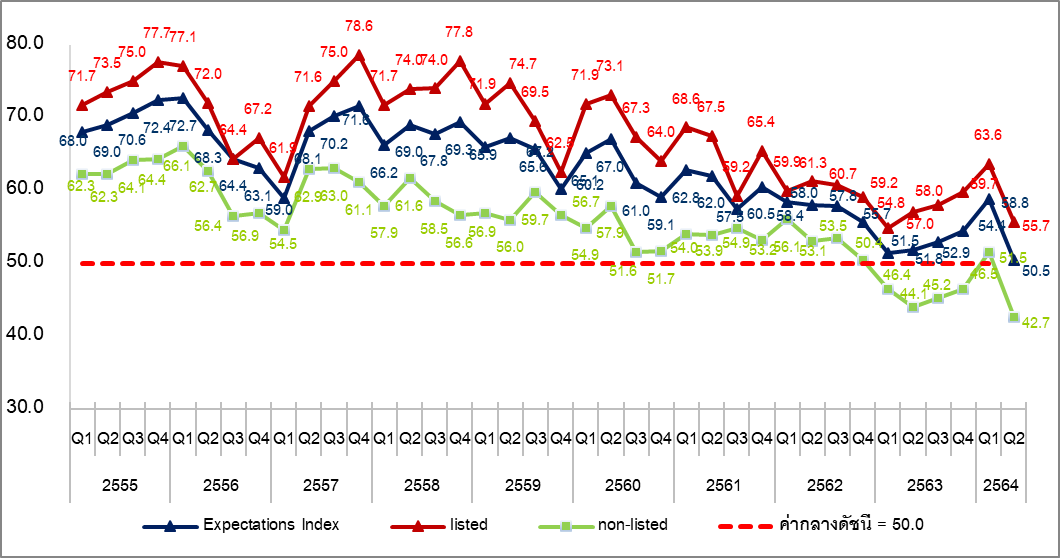 80.0
70.0
60.0
50.0
40.0
30.0
71.7 73.5 75.0 77.7 77.1 72.0 64.4 67.2 61.9 71.6 75.0 78.6 71.7 74.0 74.0 77.8 71.9 74.7 69.5 62.5 71.9 73.1 67.3 64.0 68.6 67.5 59.2 65.4 59.9 61.3 60.7 59.2 54.8 57.0 58.0 59.7 63.6 55.7
68.0 69.0 70.6 72.4 72.7 68.3 64.4 63.1 59.0 68.1 70.2 71.6 66.2 69.0 67.8 69.3 65.9 67.2 65.6 60.2 65.1 67.0 61.0 59.1 62.8 62.0 57.3 60.5 58.4 58.0 57.8 55.7 51.5 51.8 52.9 54.4 58.8 50.5
62.3 62.3 64.1 64.4 66.1 62.7 56.4 56.9 54.5 62.9 63.0 61.1 57.9 61.6 58.5 56.6 56.9 56.0 59.7 56.7 54.9 57.9 51.6 51.7 54.0 53.9 54.9 53.2 56.1 53.1 53.5 50.4 46.4 44.1 45.2 46.5 51.5 42.7
Q1 Q2 Q3 Q4 Q1 Q2 Q3 Q4 Q1 Q2 Q3 Q4 Q1 Q2 Q3 Q4 Q1 Q2 Q3 Q4 Q1 Q2 Q3 Q4 Q1 Q2 Q3 Q4 Q1 Q2 Q3 Q4 Q1 Q2 Q3 Q4 Q1 Q2
2555 2556 2557 2558 2559 2560 2561 2562 2563 2564
Expectations Index listed non-listed ค่ากลางดัชนี = 50.0